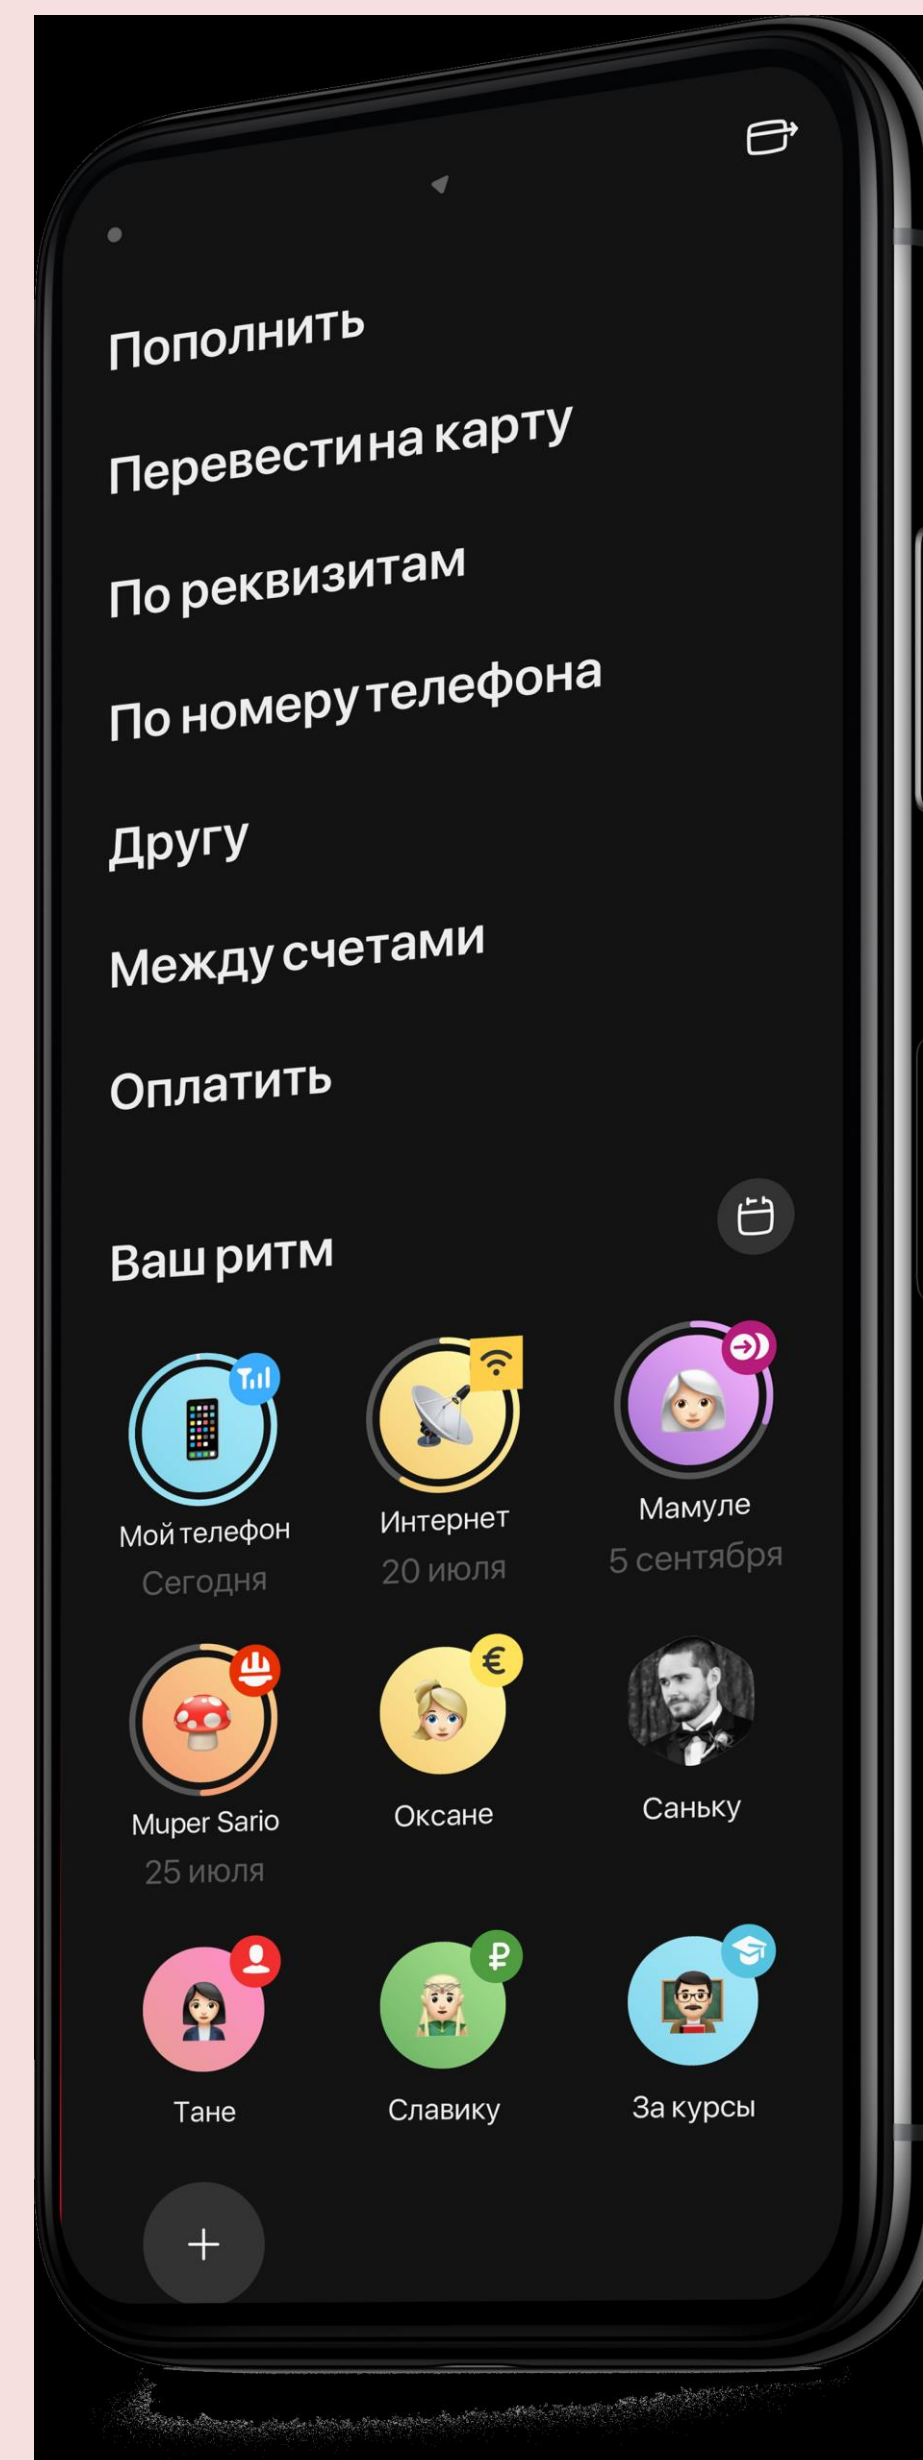 Пополнить
Перевести на карту
По реквизитам
По номеру телефона
Другу
Между счетами
Оплатить
Ваш ритм
Мой телефон
Интернет
Мамуле
Сегодня
20 июля
5 сентября
€
Muper Sario
Оксане
Саньку
25 июля
₽
Тане
Славику
За курсы
+